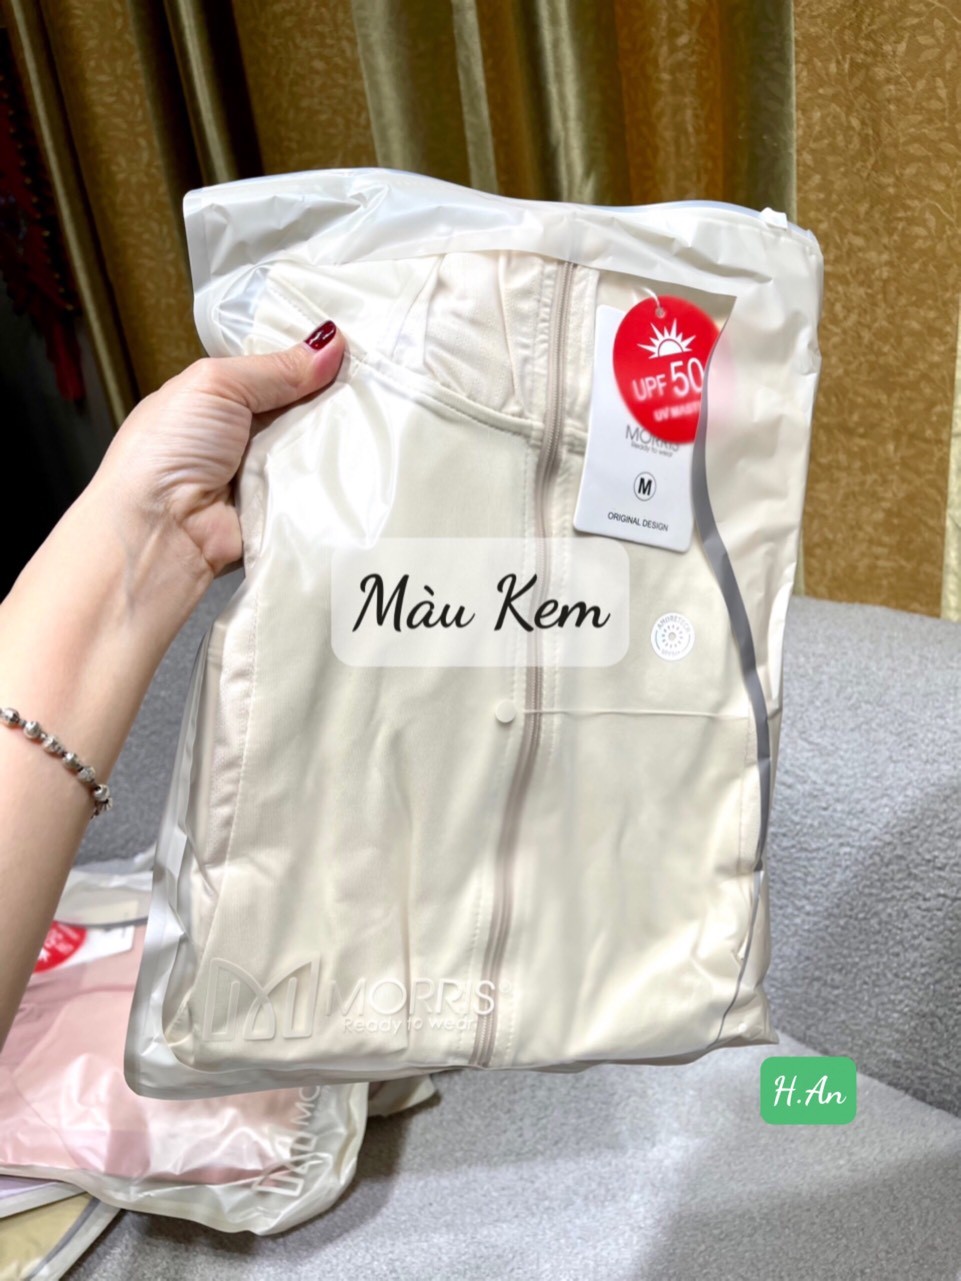 UPF 50
MORRIS
Ready to wear
M
ORIGINAL DESIGN
Màu Kem
MORRIS
Ready to wear
H.An